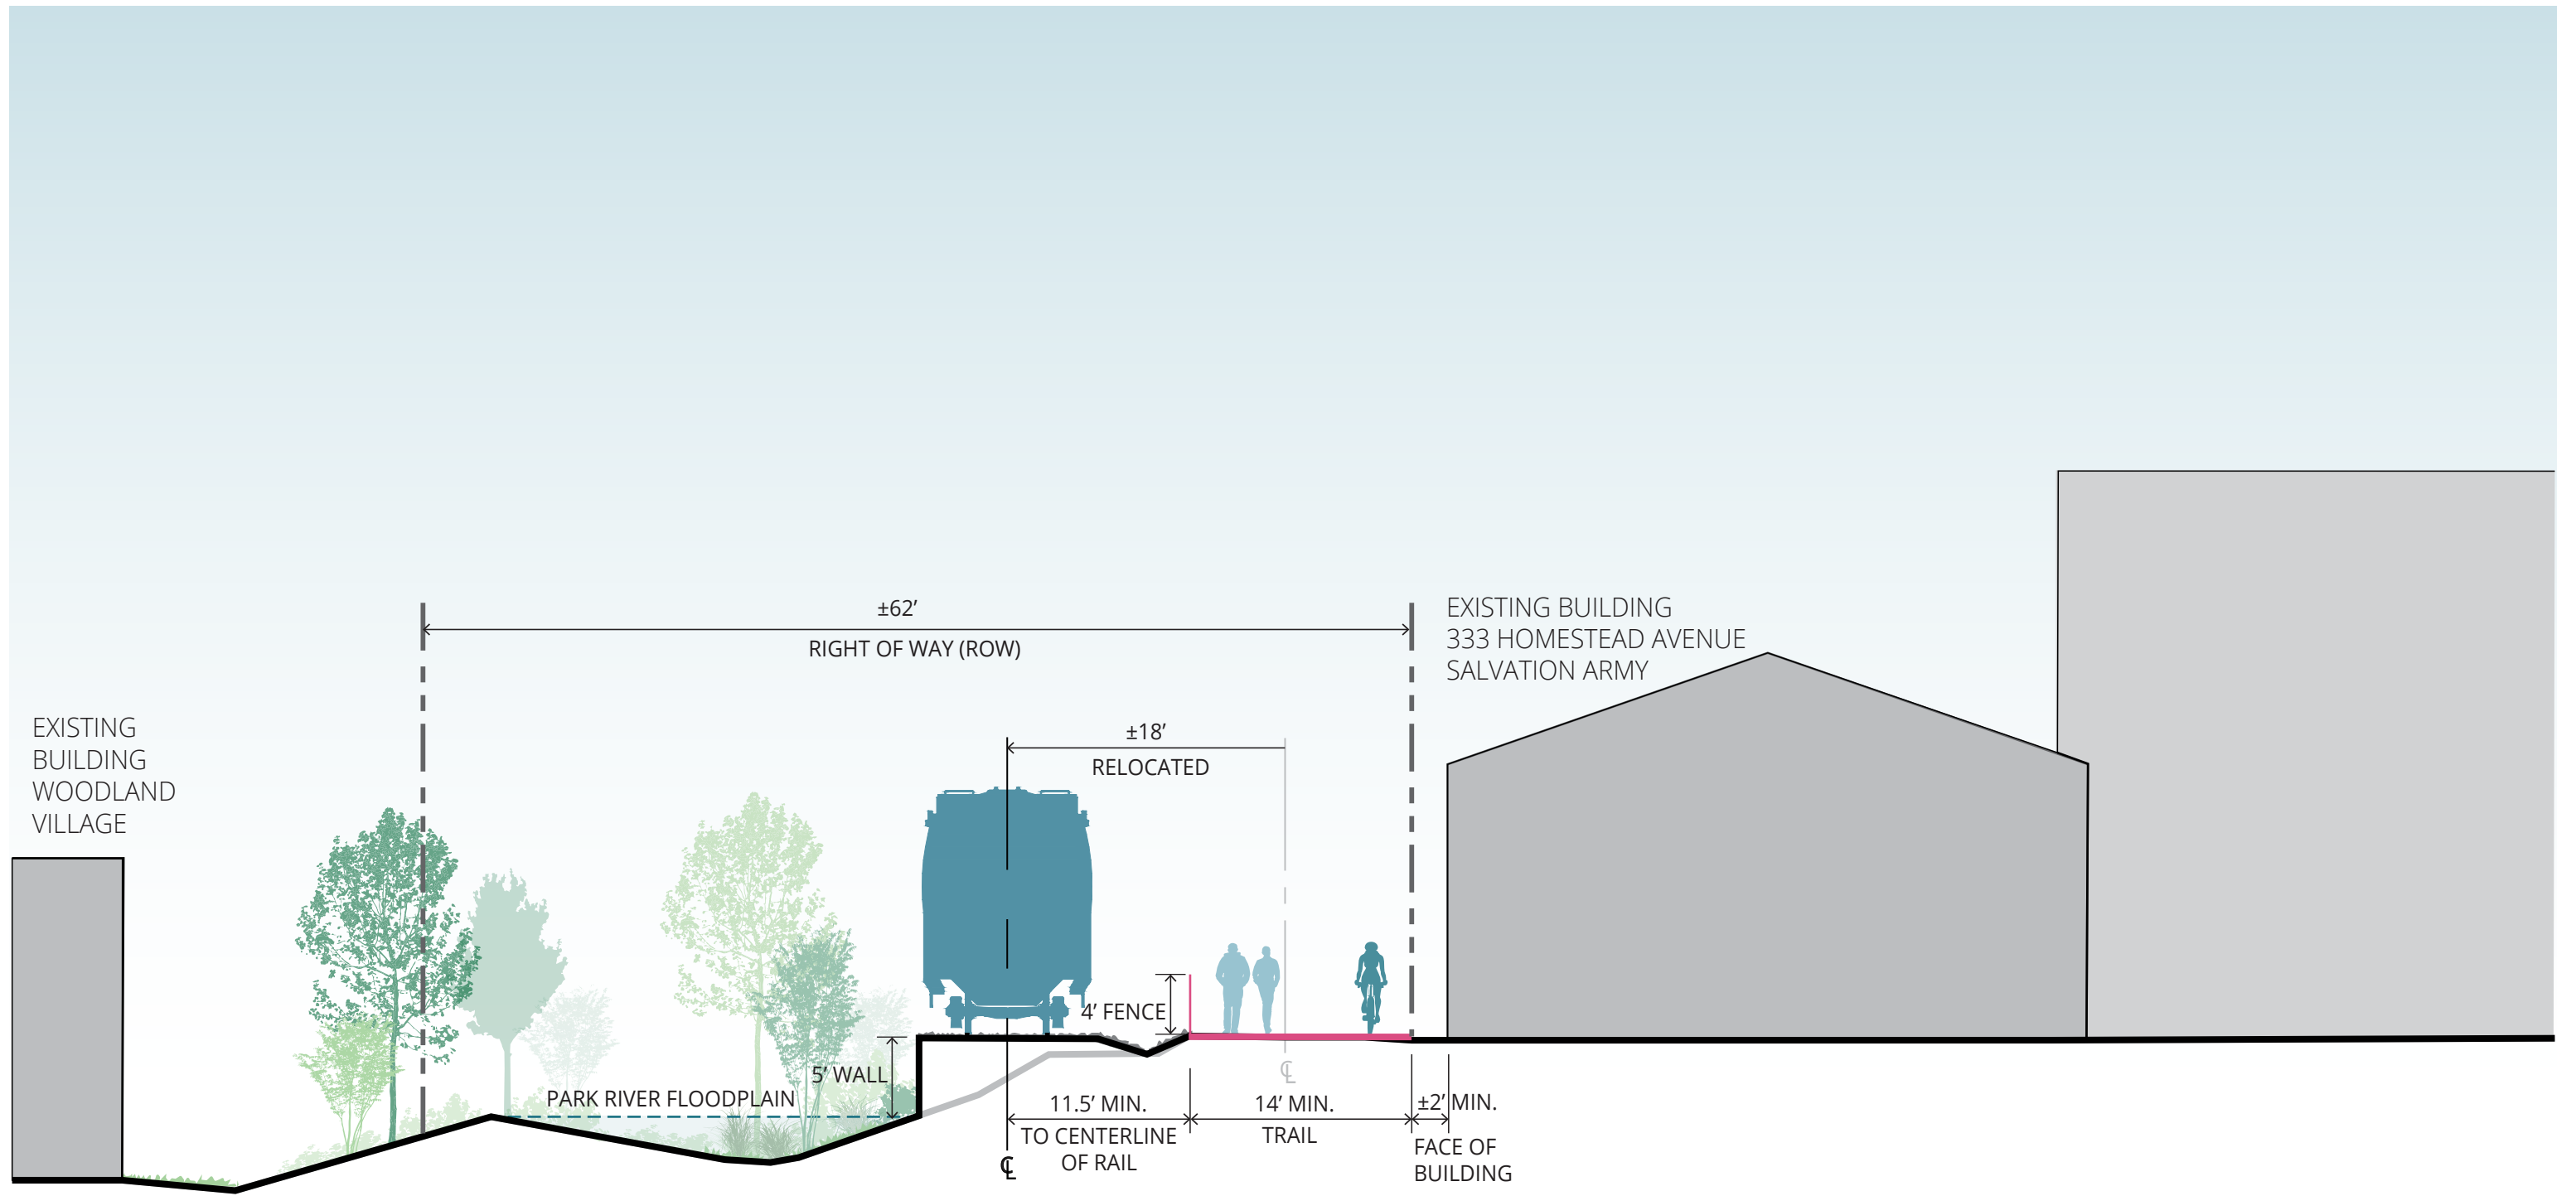 ±62’
RIGHT OF WAY (ROW)
EXISTING BUILDING
333 HOMESTEAD AVENUE
SALVATION ARMY
EXISTING
BUILDING
WOODLAND
VILLAGE
±18’
RELOCATED
4’ FENCE
5’ WALL
PARK RIVER FLOODPLAIN
℄
11.5’ MIN.
TO CENTERLINE
OF RAIL
℄
14’ MIN.
TRAIL
±2’ MIN.
FACE OF
BUILDING